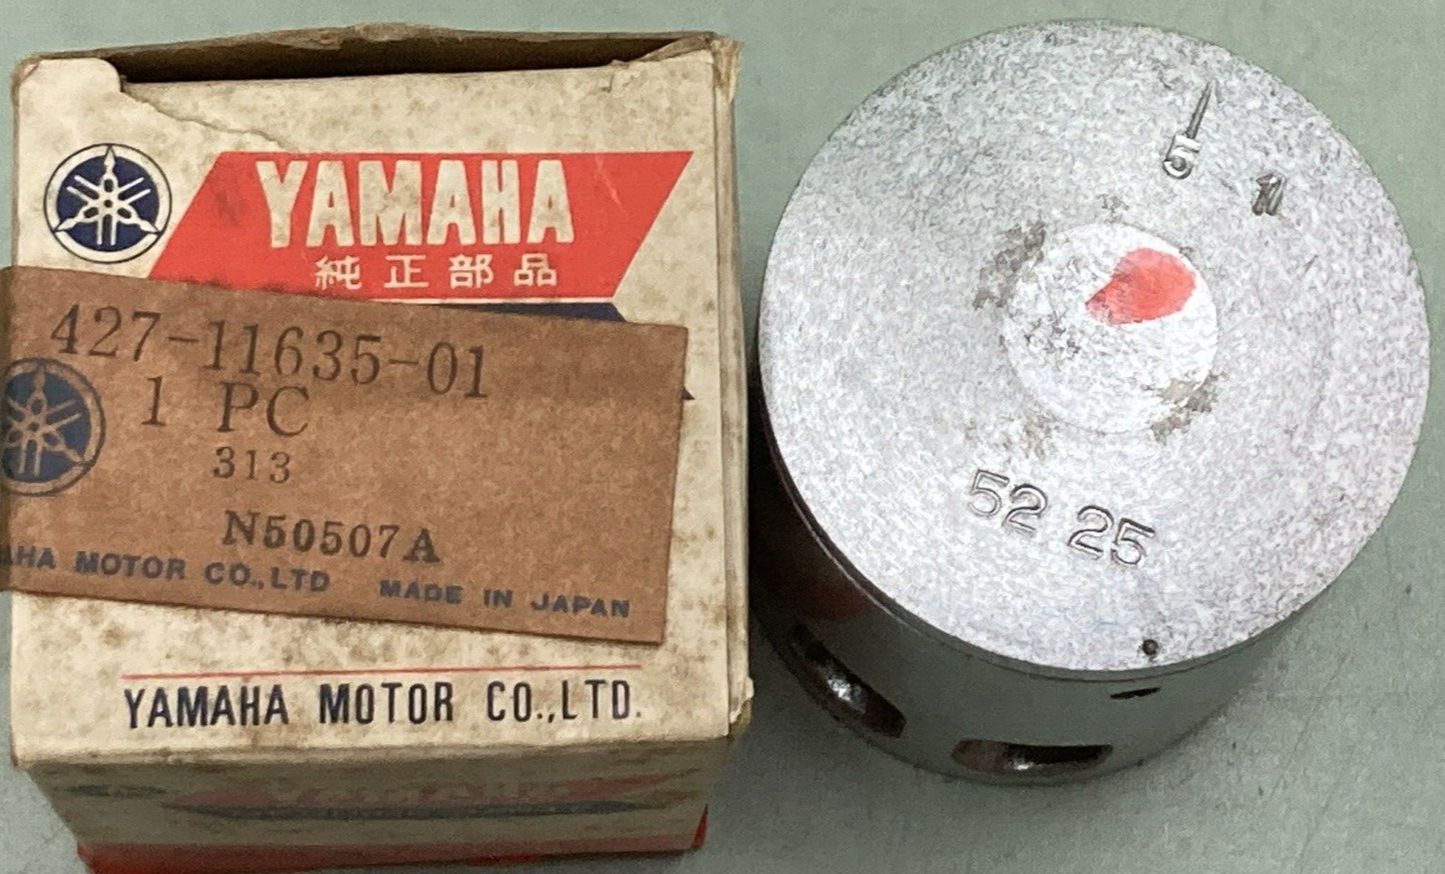 YAMAHA
純正部品
427-11635-01
1 PC
313
N50507A
MOTOR CO.,LTD MADE IN JAPAN
YAMAHA MOTOR CO.,LTD.
5
52 25